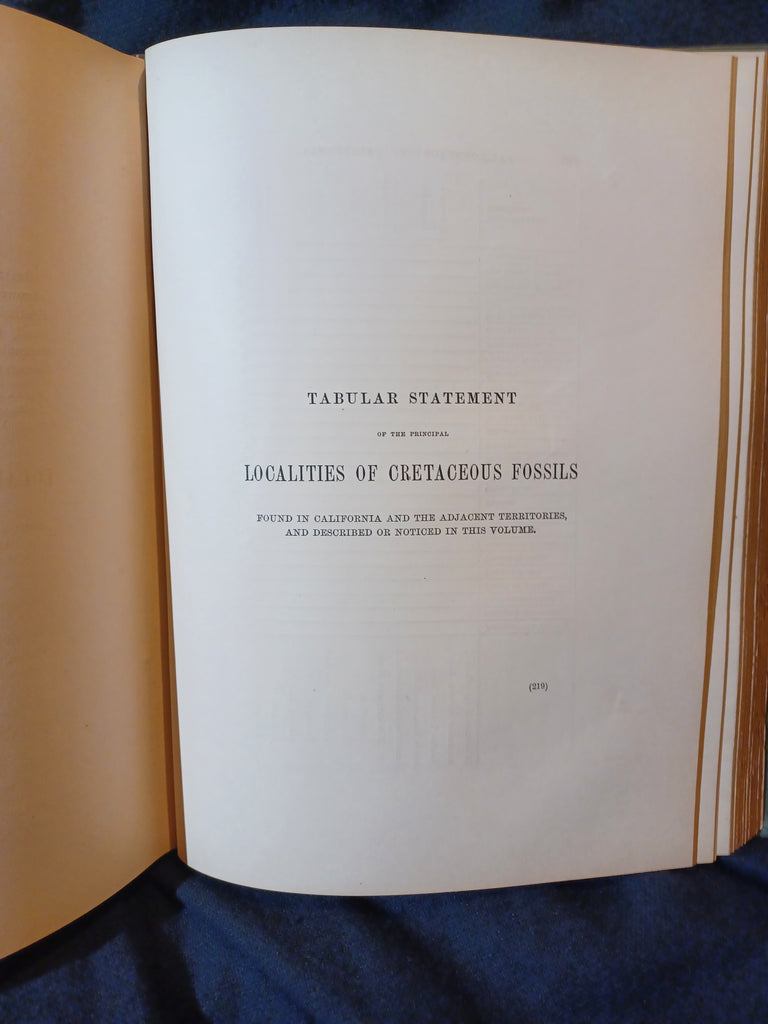 TABULAR STATEMENT
OF THE PRINCIPAL
LOCALITIES OF CRETACEOUS FOSSILS
FOUND IN CALIFORNIA AND THE ADJACENT TERRITORIES,
AND DESCRIBED OR NOTICED IN THIS VOLUME.
(219)